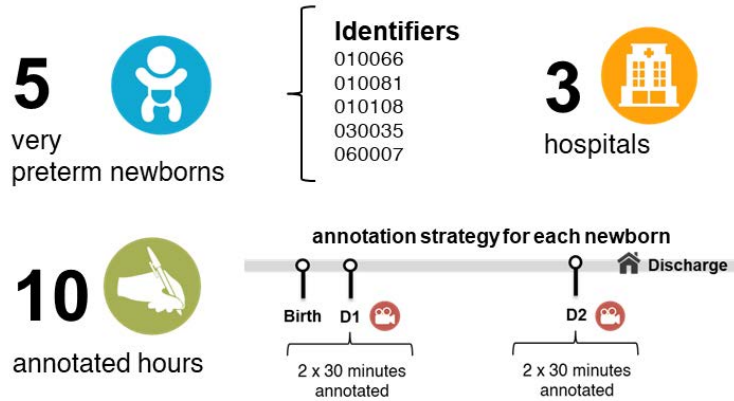 5
very
preterm newborns
Identifiers
010066
010081
010108
030035
060007
3
hospitals
10
annotated hours
annotation strategy for each newborn
Discharge
Birth D1 D2
2 x 30 minutes
annotated
2 x 30 minutes
annotated